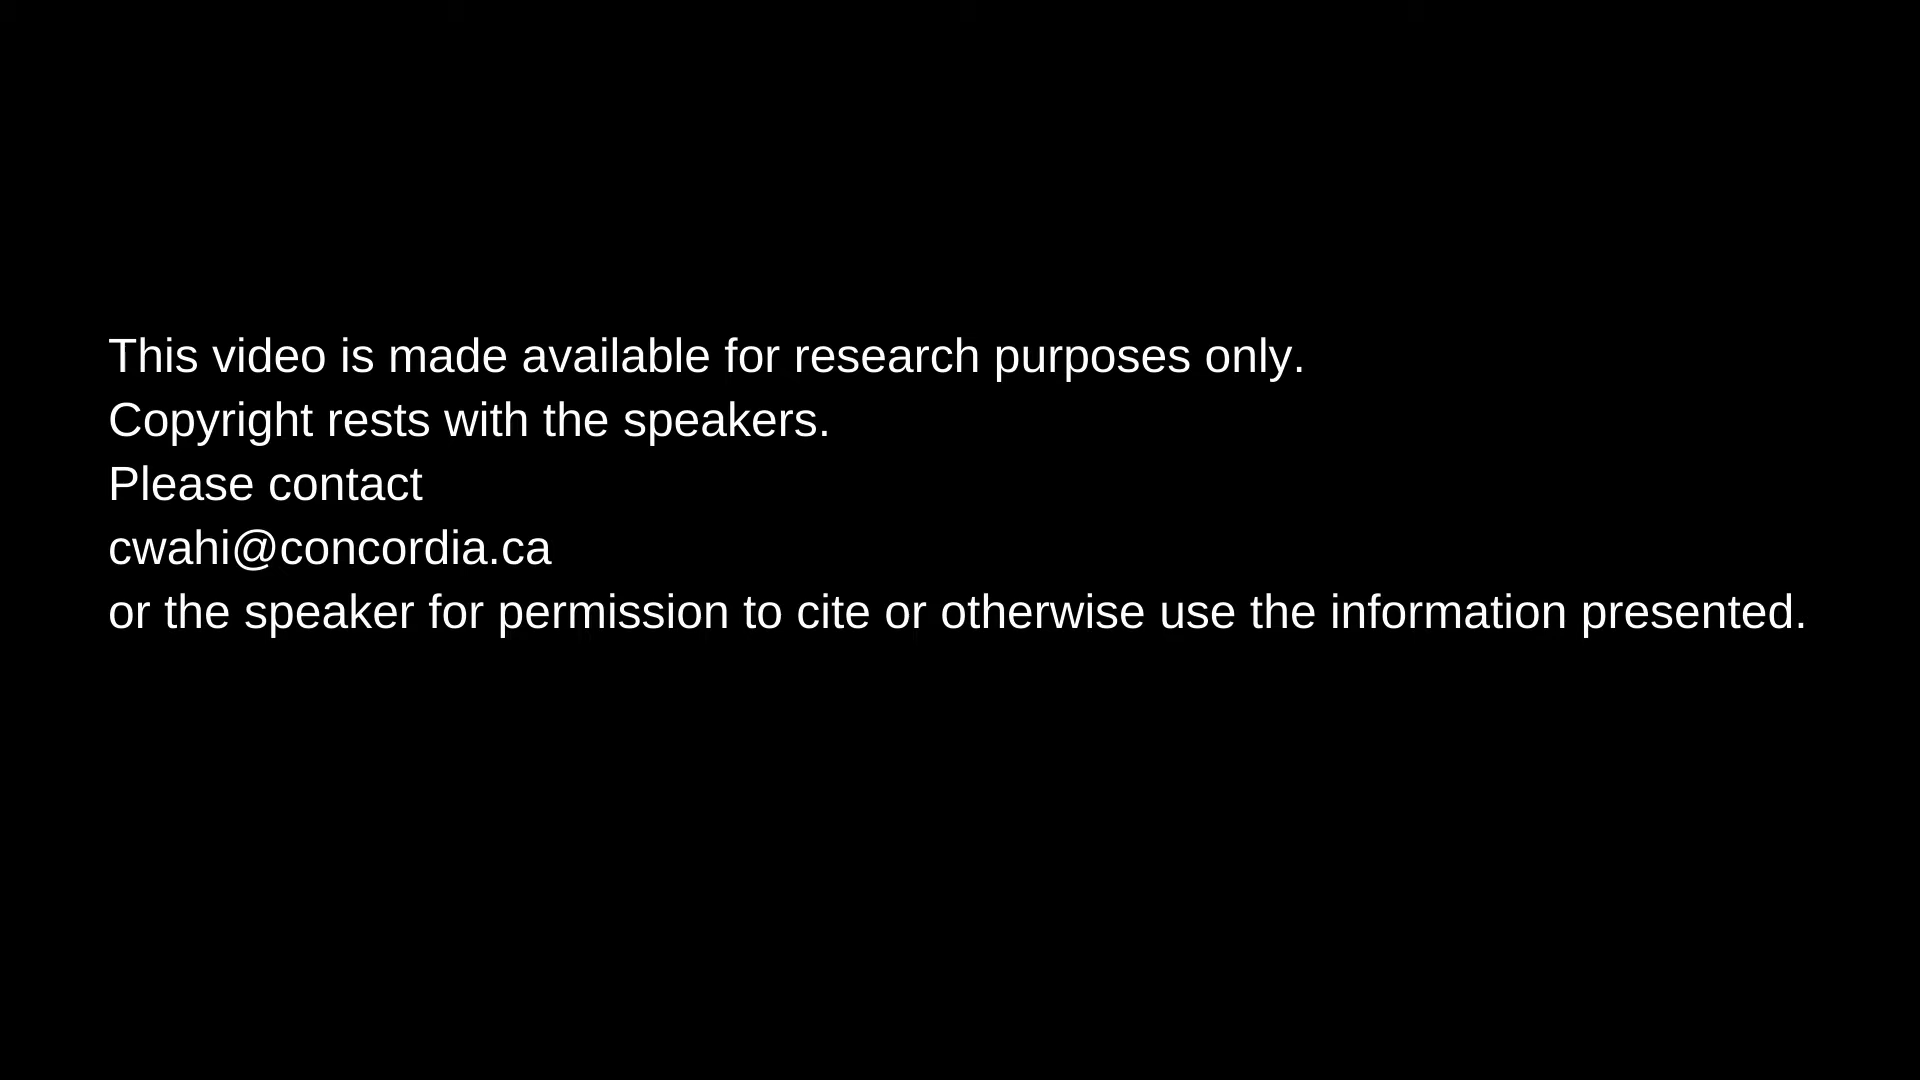 This video is made available for research purposes only.
Copyright rests with the speakers.
Please contact
cwahi@concordia.ca
or the speaker for permission to cite or otherwise use the information presented.